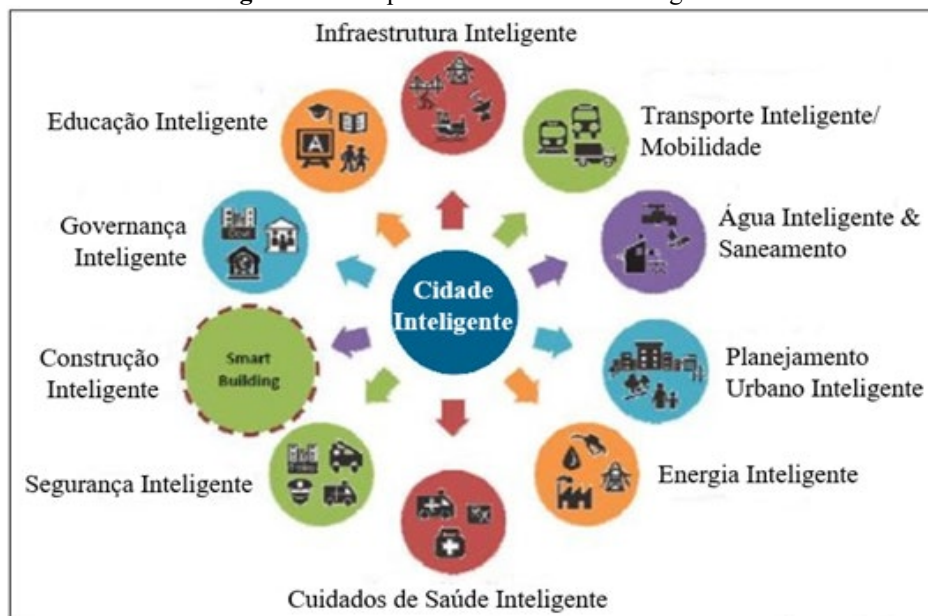 Infraestrutura Inteligente
Educação Inteligente
A
Transporte Inteligente/
Mobilidade
Governança
Inteligente
Água Inteligente &
Saneamento
Cidade
Inteligente
Construção
Inteligente
Smart
Building
Planejamento
Urbano Inteligente
Segurança Inteligente
Energia Inteligente
Cuidados de Saúde Inteligente